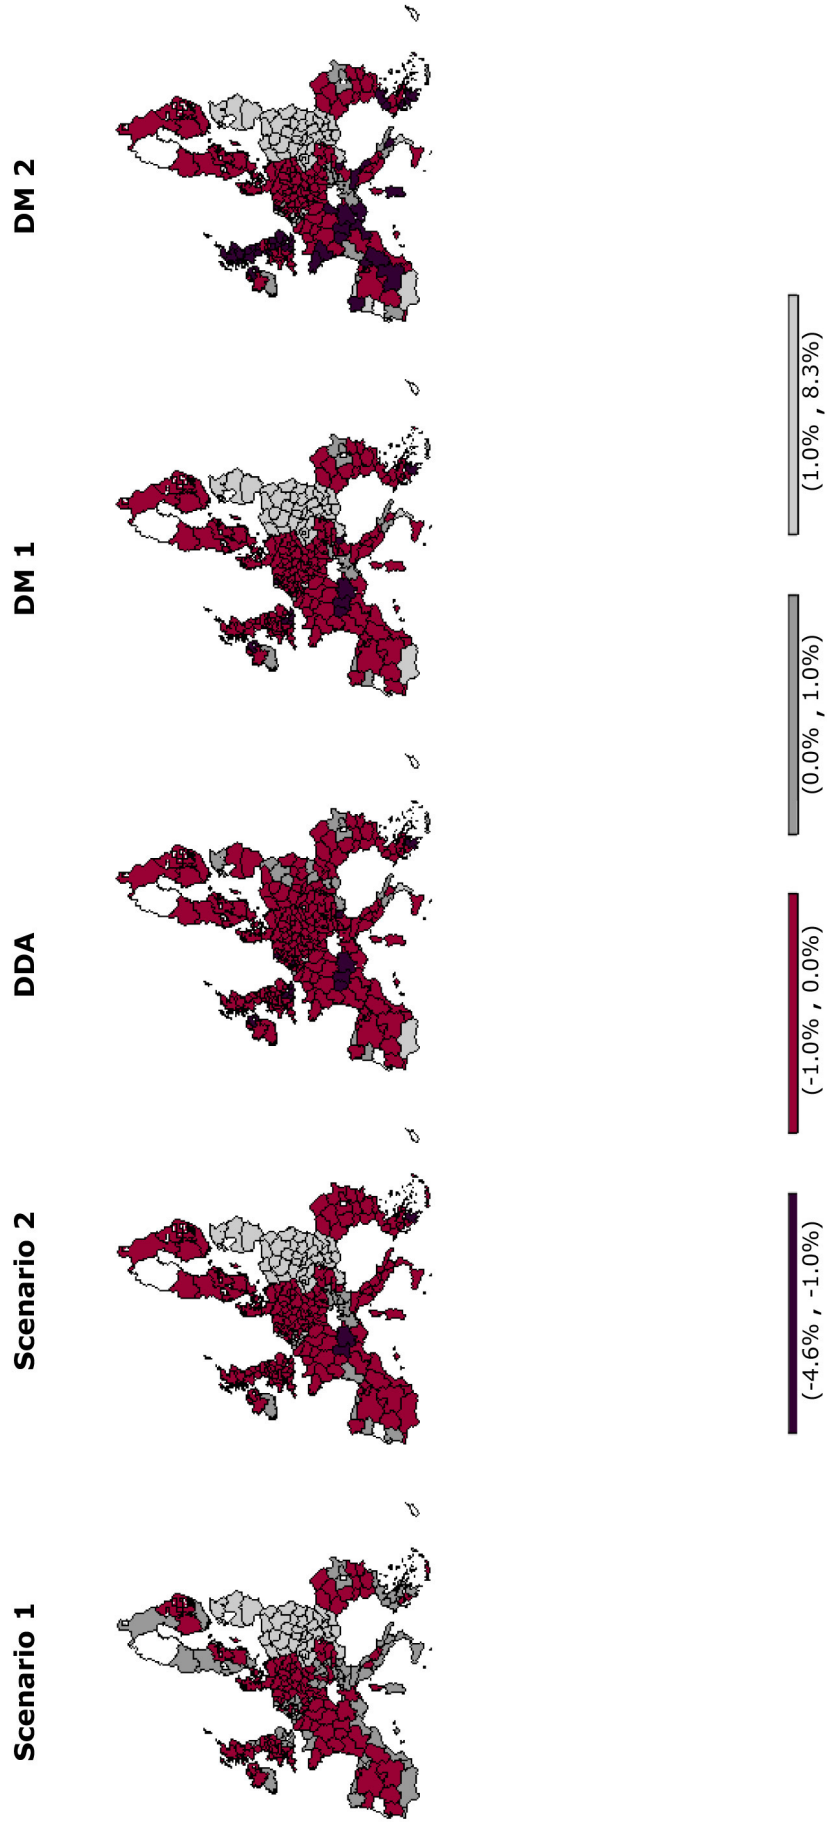 Scenario 1
Scenario 2
DDA
DM 1
DM 2
(-4.6% , -1.0%)
(-1.0% , 0.0%)
(0.0% , 1.0%)
(1.0% , 8.3%)